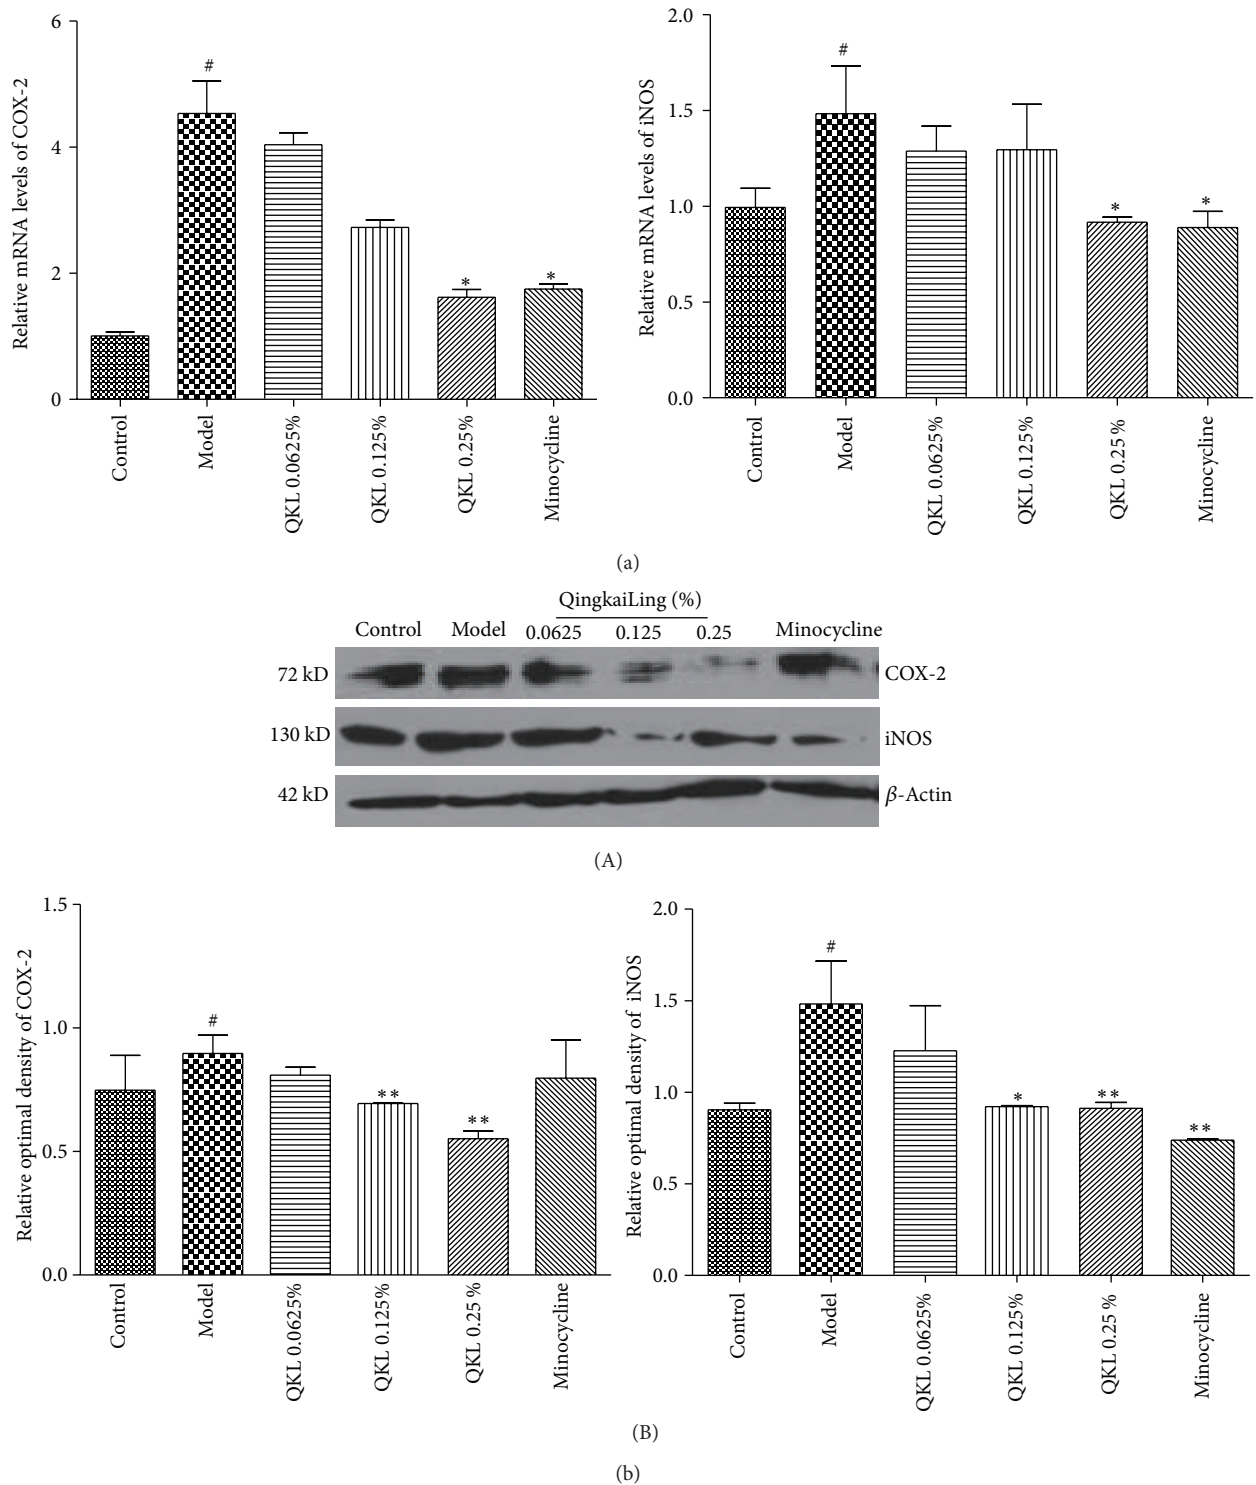 Relative mRNA levels of COX-2
6
4
2
0
#
*
*
Control
Model
QKL 0.0625%
QKL 0.125%
QKL 0.25%
Minocycline
Relative mRNA levels of iNOS
2.0
1.5
1.0
0.5
0.0
#
*
*
Control
Model
QKL 0.0625%
QKL 0.125%
QKL 0.25 %
Minocycline
(a)
QingkaiLing (%)
Control Model 0.0625 0.125 0.25 Minocycline
72 kD COX-2
130 kD iNOS
42 kD β-Actin
(A)
Relative optimal density of COX-2
1.5
1.0
0.5
0.0
#
**
**
Control
Model
QKL 0.0625%
QKL 0.125%
QKL 0.25 %
Minocycline
Relative optimal density of iNOS
2.0
1.5
1.0
0.5
0.0
#
*
**
**
Control
Model
QKL 0.0625%
QKL 0.125%
QKL 0.25 %
Minocycline
(B)
(b)